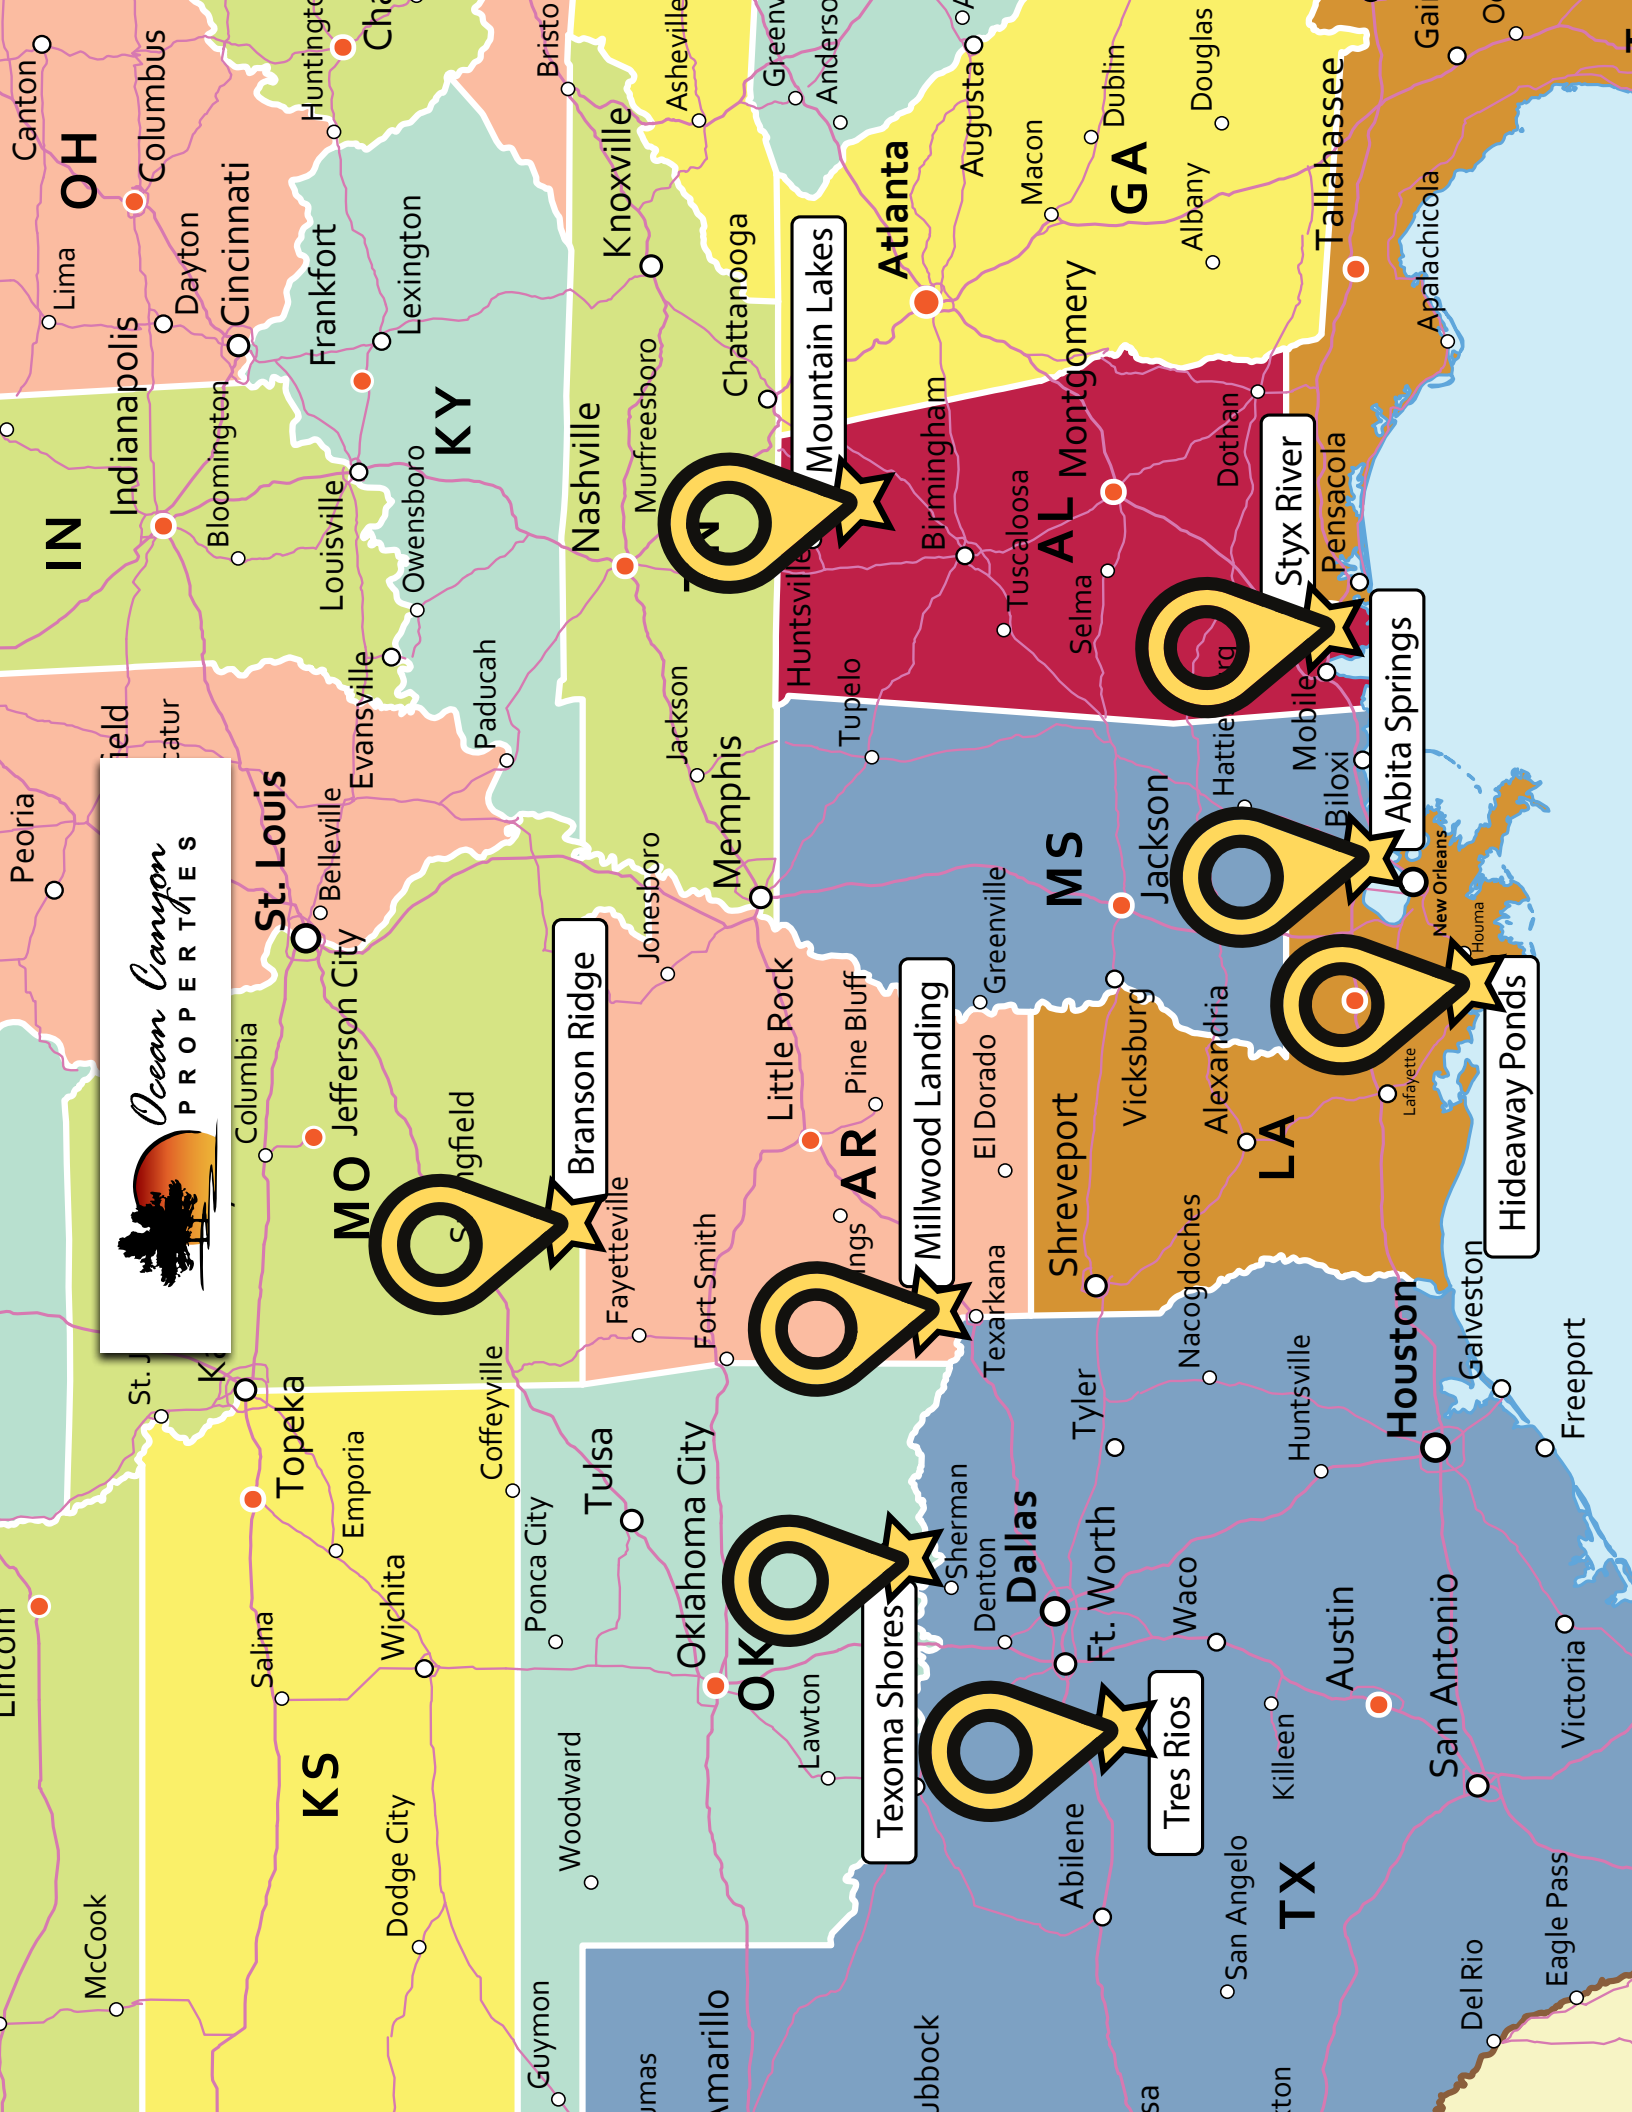 Ocean Canyon
PROPERTIES
Peoria
IN
Indianapolis
Bloomington
Lima
Canton
OH
Columbus
Dayton
Cincinnati
Huntington
McCook
St. Louis
Belleville
Columbia
MO
Jefferson City
Evansville
Louisville
Owensboro
Frankfort
Lexington
KY
Paducah
Topeka
Salina
Emporia
KS
Wichita
Dodge City
Coffeyville
Branson Ridge
Fayetteville
Jonesboro
Nashville
Murfreesboro
Knoxville
Asheville
Jackson
Memphis
Chattanooga
Guymon
Woodward
Ponca City
Tulsa
Oklahoma City
OK
Lawton
Fort Smith
Little Rock
Pine Bluff
AR
Millwood Landing
El Dorado
Texarkana
Huntsville
Mountain Lakes
Tupelo
Birmingham
Tuscaloosa
AL
Montgomery
Selma
Dothan
Atlanta
Augusta
Macon
Dublin
GA
Albany
Douglas
Amarillo
Texoma Shores
Sherman
Denton
Dallas
Ft. Worth
Tyler
Abilene
Tres Rios
Waco
Greenville
MS
Jackson
Vicksburg
Shreveport
Alexandria
LA
Nacogdoches
Huntsville
Mobile
Biloxi
Styx River
Pensacola
Abita Springs
Tallahassee
Apalachicola
New Orleans
Houma
Lafayette
Hideaway Ponds
San Angelo
TX
Killeen
Austin
San Antonio
Houston
Galveston
Freeport
Victoria
Del Rio
Eagle Pass